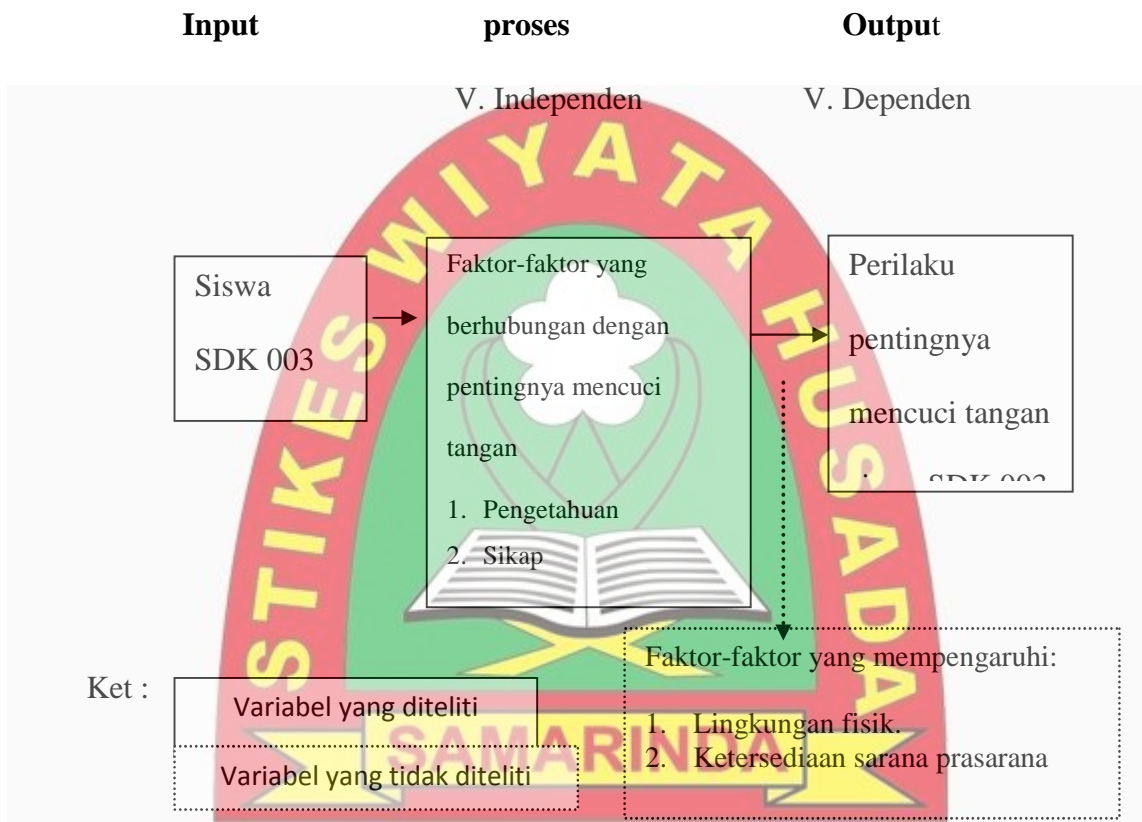 Input proses Output
V. Independen V. Dependen
STIKES WIYATA HUSADA
SAMARINDA
Siswa
SDK 003
Faktor-faktor yang
berhubungan dengan
pentingnya mencuci
tangan
1. Pengetahuan
2. Sikap
Perilaku
pentingnya
mencuci tangan
SDK 003
Faktor-faktor yang mempengaruhi:
1. Lingkungan fisik.
2. Ketersediaan sarana prasarana
Ket :
Variabel yang diteliti
Variabel yang tidak diteliti